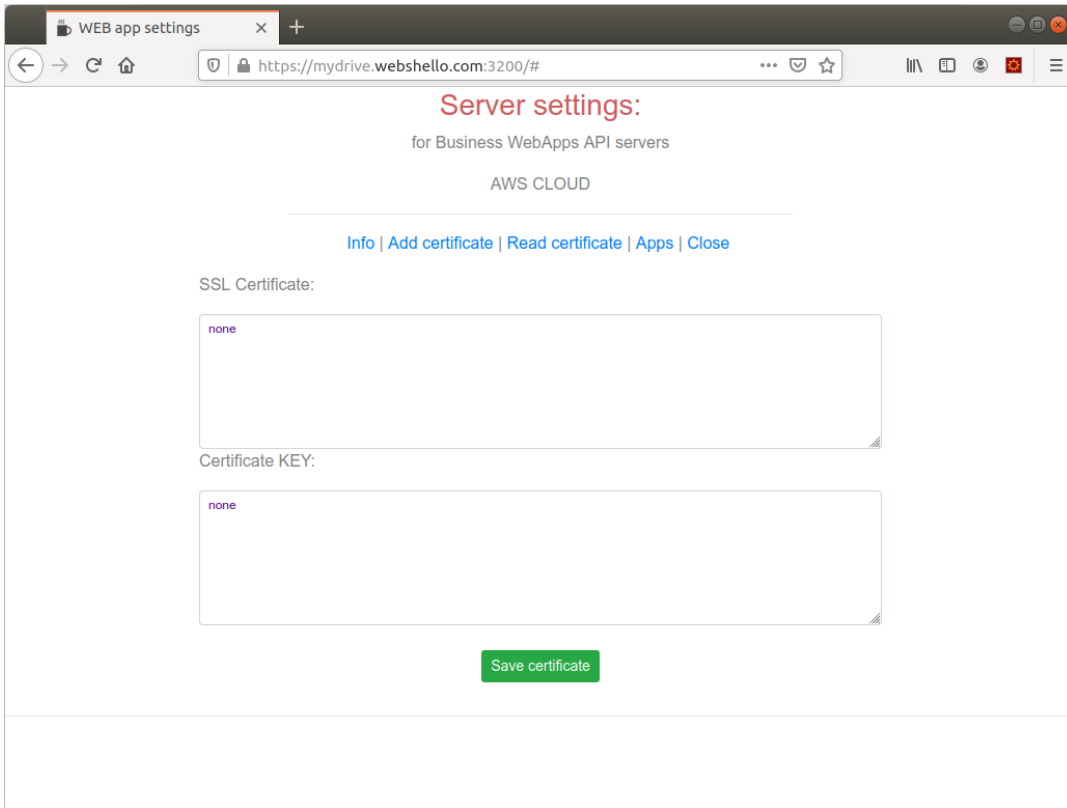 WEB app settings
https://mydrive.webshello.com:3200/#
Server settings:
for Business WebApps API servers
AWS CLOUD
Info | Add certificate | Read certificate | Apps | Close
SSL Certificate:
none
Certificate KEY:
none
Save certificate